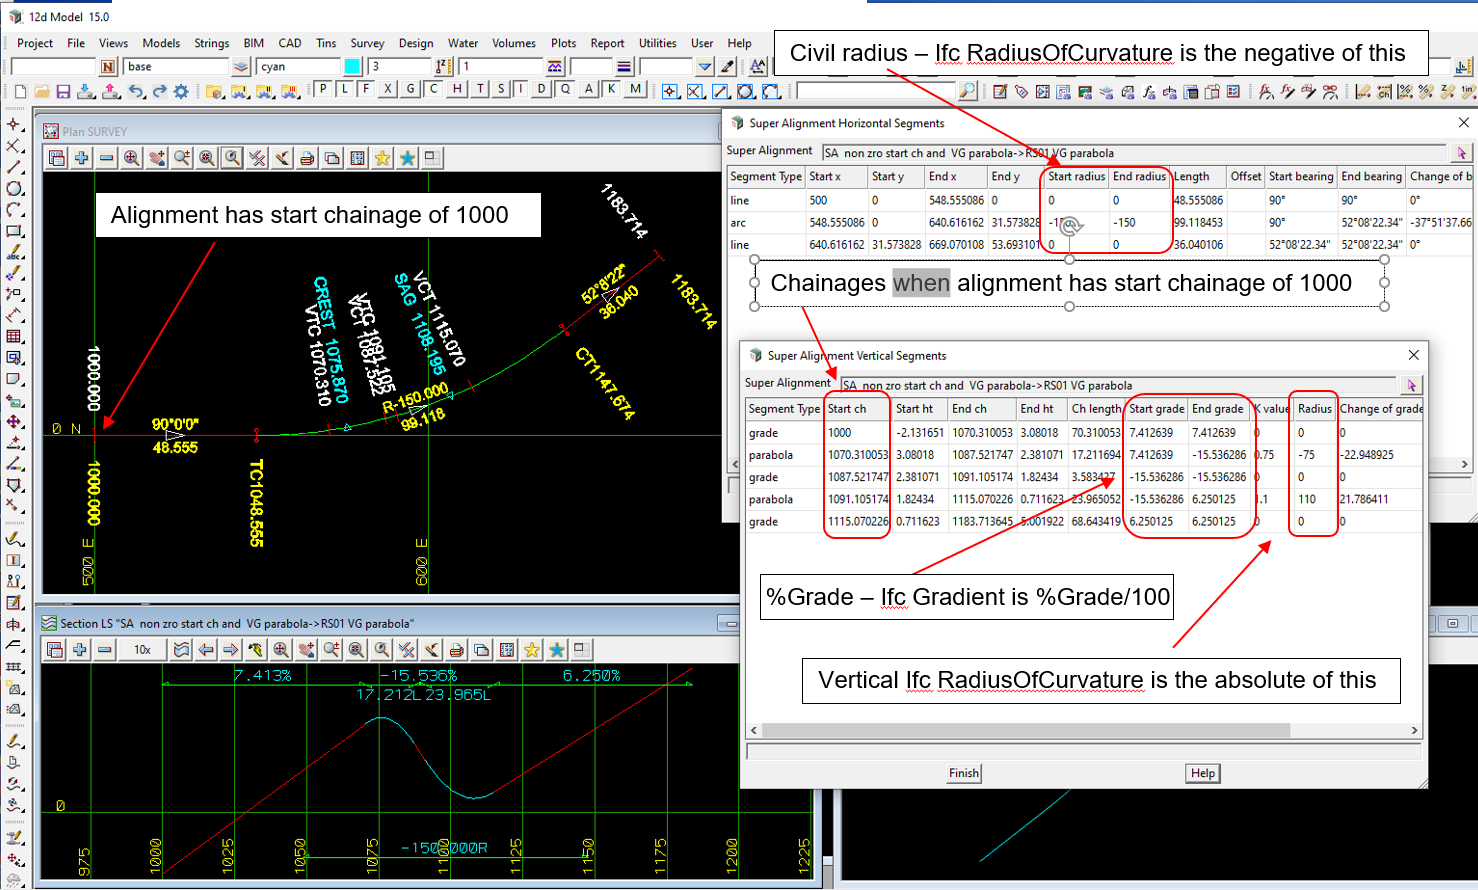 12d Model 15.0
Project File Views Models Strings BIM CAD Tins Survey Design Water Volumes Plots Report Utilities User Help
N base cyan 3 1
P L F X G C H T S I D Q A K M
Civil radius – Ifc RadiusOfCurvature is the negative of this
Plan SURVEY
Alignment has start chainage of 1000
1183.714
1183.714
52°8'22"
36.040
VCT 1115.070
SAG 1108.195
VTC 1091.105
VCT 1087.522
CREST 1075.870
VTC 1070.310
R-150.000
99.118
CT1147.674
1000.000
0 N
90°0'0"
48.555
1000.000
TC1048.555
500 E
600 E
Super Alignment Horizontal Segments
Super Alignment SA non zro start ch and VG parabola->RS01 VG parabola
Segment Type Start x Start y End x End y Start radius End radius Length Offset Start bearing End bearing Change of b
line 500 0 548.555086 0 0 0 48.555086 90° 90° 0°
arc 548.555086 0 640.616162 31.573828 -150 99.118453 90° 52°08'22.34" -37°51'37.66
line 640.616162 31.573828 669.070108 53.693101 0 0 36.040106 52°08'22.34" 52°08'22.34" 0°
Chainages when alignment has start chainage of 1000
Super Alignment Vertical Segments
Super Alignment SA non zro start ch and VG parabola->RS01 VG parabola
Segment Type Start ch Start ht End ch End ht Ch length Start grade End grade K value Radius Change of grade
grade 1000 -2.131651 1070.310053 3.08018 70.310053 7.412639 7.412639 0 0 0
parabola 1070.310053 3.08018 1087.521747 2.381071 17.211694 7.412639 -15.536286 0.75 -75 -22.948925
grade 1087.521747 2.381071 1091.105174 1.82434 3.583427 -15.536286 -15.536286 0 0 0
parabola 1091.105174 1.82434 1115.070226 0.711623 23.965052 -15.536286 6.250125 1.1 110 21.786411
grade 1115.070226 0.711623 1183.713645 5.001922 68.643419 6.250125 6.250125 0 0 0
%Grade – Ifc Gradient is %Grade/100
Vertical Ifc RadiusOfCurvature is the absolute of this
Finish Help
Section LS "SA non zro start ch and VG parabola->RS01 VG parabola"
10x
7.413% -15.536% 6.250%
17.212L 23.965L
0
-150.000R
975 1000 1025 1050 1075 1100 1125 1150 1175 1200 1225